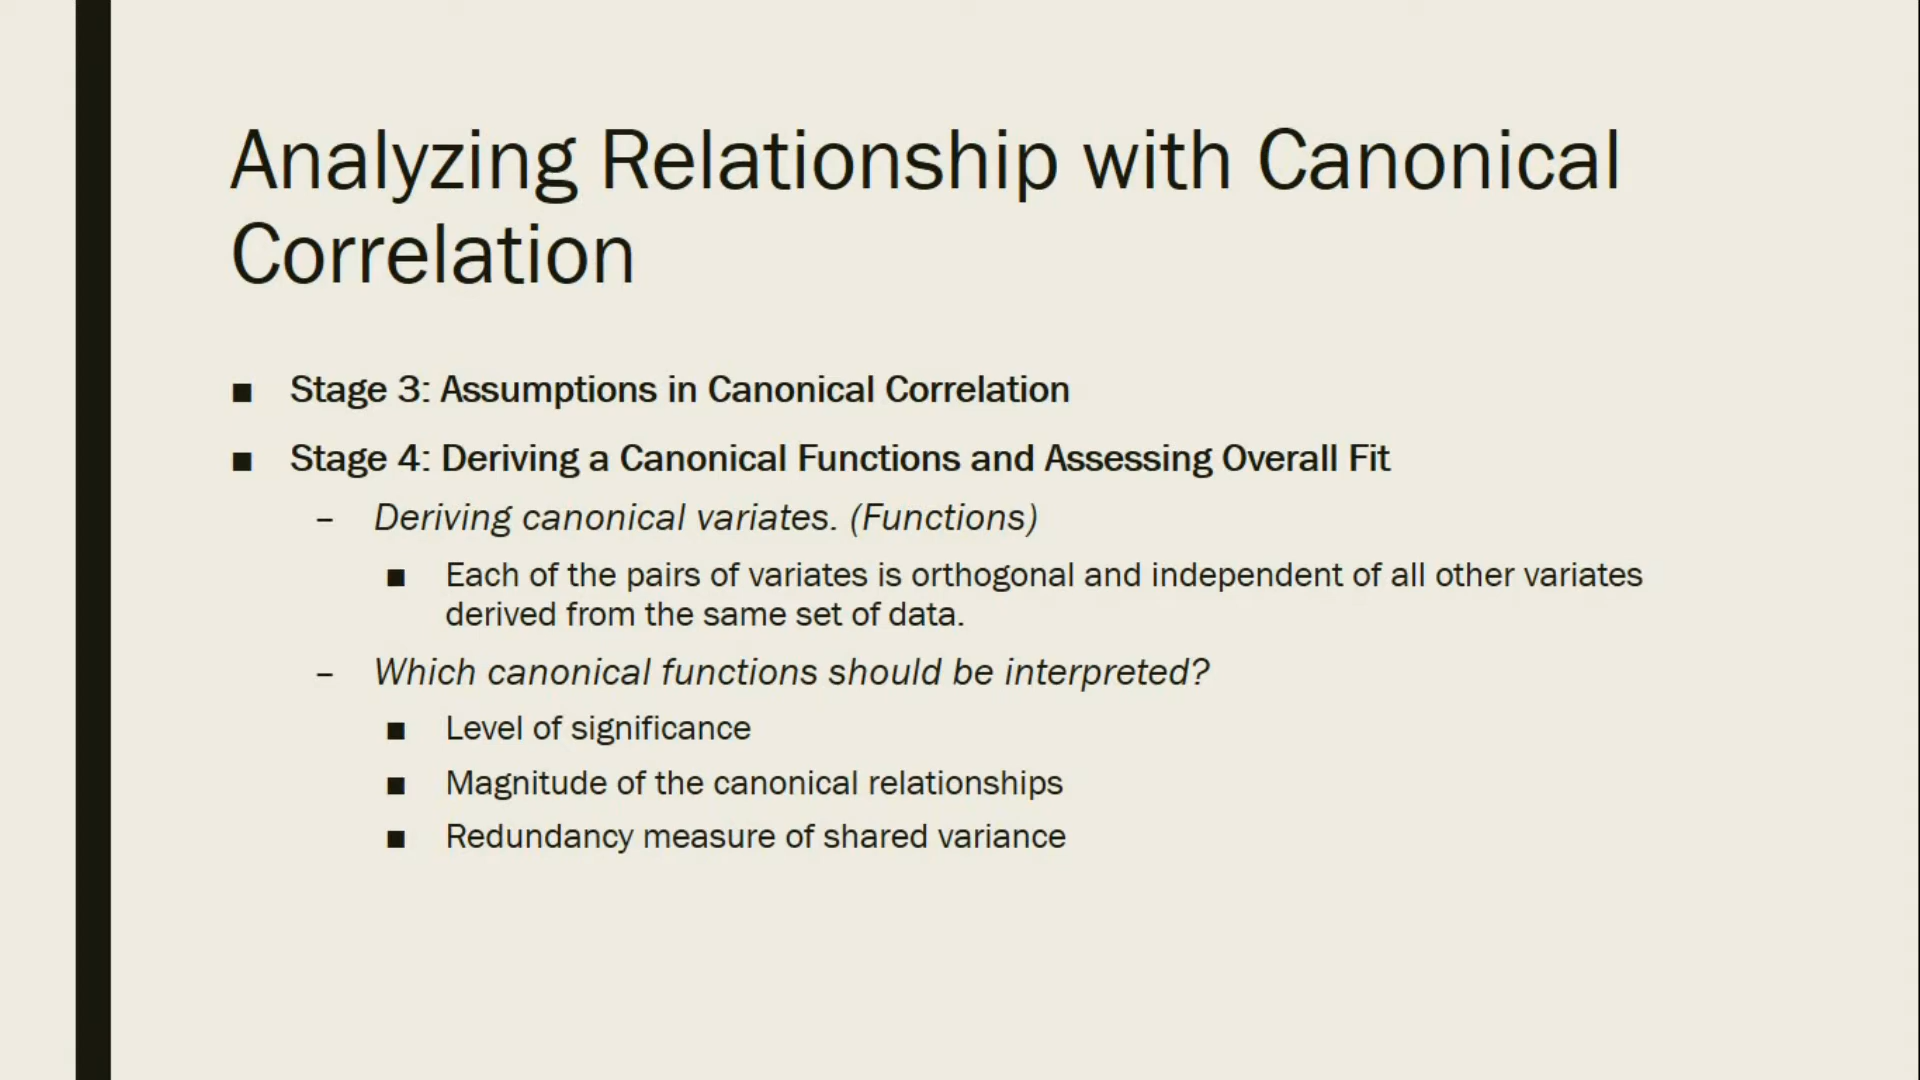 Analyzing Relationship with Canonical
Correlation
■ Stage 3: Assumptions in Canonical Correlation
■ Stage 4: Deriving a Canonical Functions and Assessing Overall Fit
– Deriving canonical variates. (Functions)
■ Each of the pairs of variates is orthogonal and independent of all other variates
derived from the same set of data.
– Which canonical functions should be interpreted?
■ Level of significance
■ Magnitude of the canonical relationships
■ Redundancy measure of shared variance